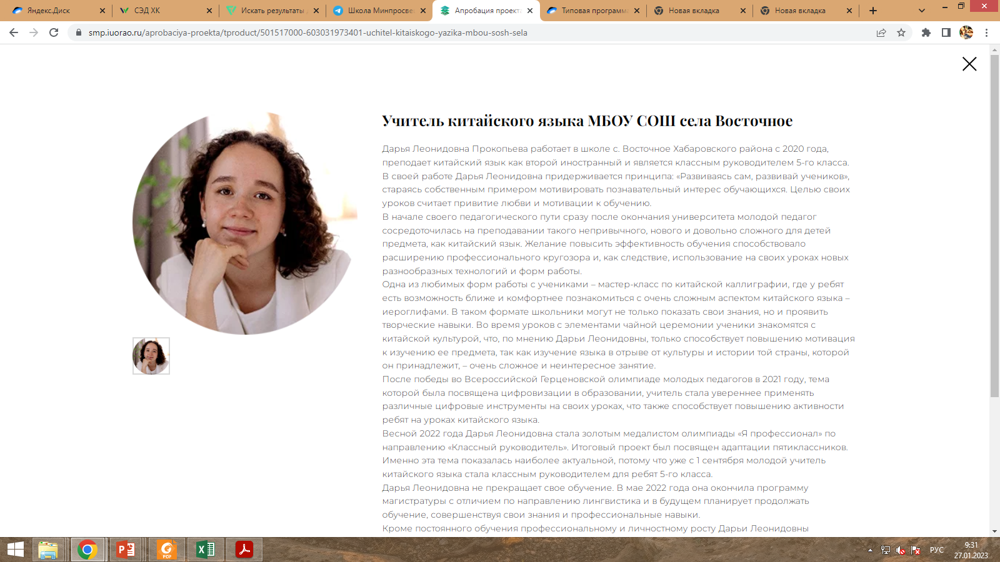 Яндекс.Диск
СЭД ХК
Искать результаты
Школа Минпросве
Апробация проект
Типовая программ
Новая вкладка
Новая вкладка
smp.iuorao.ru/aprobaciya-proekta/tproduct/501517000-603031973401-uchitel-kitaiskogo-yazika-mbou-sosh-sela
Учитель китайского языка МБОУ СОШ села Восточное
Дарья Леонидовна Прокопьева работает в школе с. Восточное Хабаровского района с 2020 года,
преподает китайский язык как второй иностранный и является классным руководителем 5-го класса.
В своей работе Дарья Леонидовна придерживается принципа: «Развиваясь сам, развивай учеников»,
стараясь собственным примером мотивировать познавательный интерес обучающихся. Целью своих
уроков считает привитие любви и мотивации к обучению.
В начале своего педагогического пути сразу после окончания университета молодой педагог
сосредоточилась на преподавании такого непривычного, нового и довольно сложного для детей
предмета, как китайский язык. Желание повысить эффективность обучения способствовало
расширению профессионального кругозора и, как следствие, использование на своих уроках новых
разнообразных технологий и форм работы.
Одна из любимых форм работы с учениками – мастер-класс по китайской каллиграфии, где у ребят
есть возможность ближе и комфортнее познакомиться с очень сложным аспектом китайского языка –
иероглифами. В таком формате школьники могут не только показать свои знания, но и проявить
творческие навыки. Во время уроков с элементами чайной церемонии ученики знакомятся с
китайской культурой, что, по мнению Дарьи Леонидовны, только способствует повышению мотивация
к изучению ее предмета, так как изучение языка в отрыве от культуры и истории той страны, которой
он принадлежит, – очень сложное и неинтересное занятие.
После победы во Всероссийской Герценовской олимпиаде молодых педагогов в 2021 году, тема
которой была посвящена цифровизации в образовании, учитель стала увереннее применять
различные цифровые инструменты на своих уроках, что также способствует повышению активности
ребят на уроках китайского языка.
Весной 2022 года Дарья Леонидовна стала золотым медалистом олимпиады «Я профессионал» по
направлению «Классный руководитель». Итоговый проект был посвящен адаптации пятиклассников.
Именно эта тема показалась наиболее актуальной, потому что уже с 1 сентября молодой учитель
китайского языка стала классным руководителем для ребят 5-го класса.
Дарья Леонидовна не прекращает свое обучение. В мае 2022 года она окончила программу
магистратуры с отличием по направлению лингвистика и в будущем планирует продолжать
обучение, совершенствуя свои знания и профессиональные навыки.
Кроме постоянного обучения профессиональному и личностному росту Дарьи Леонидовны
PDF
РУС
9:31
27.01.2023